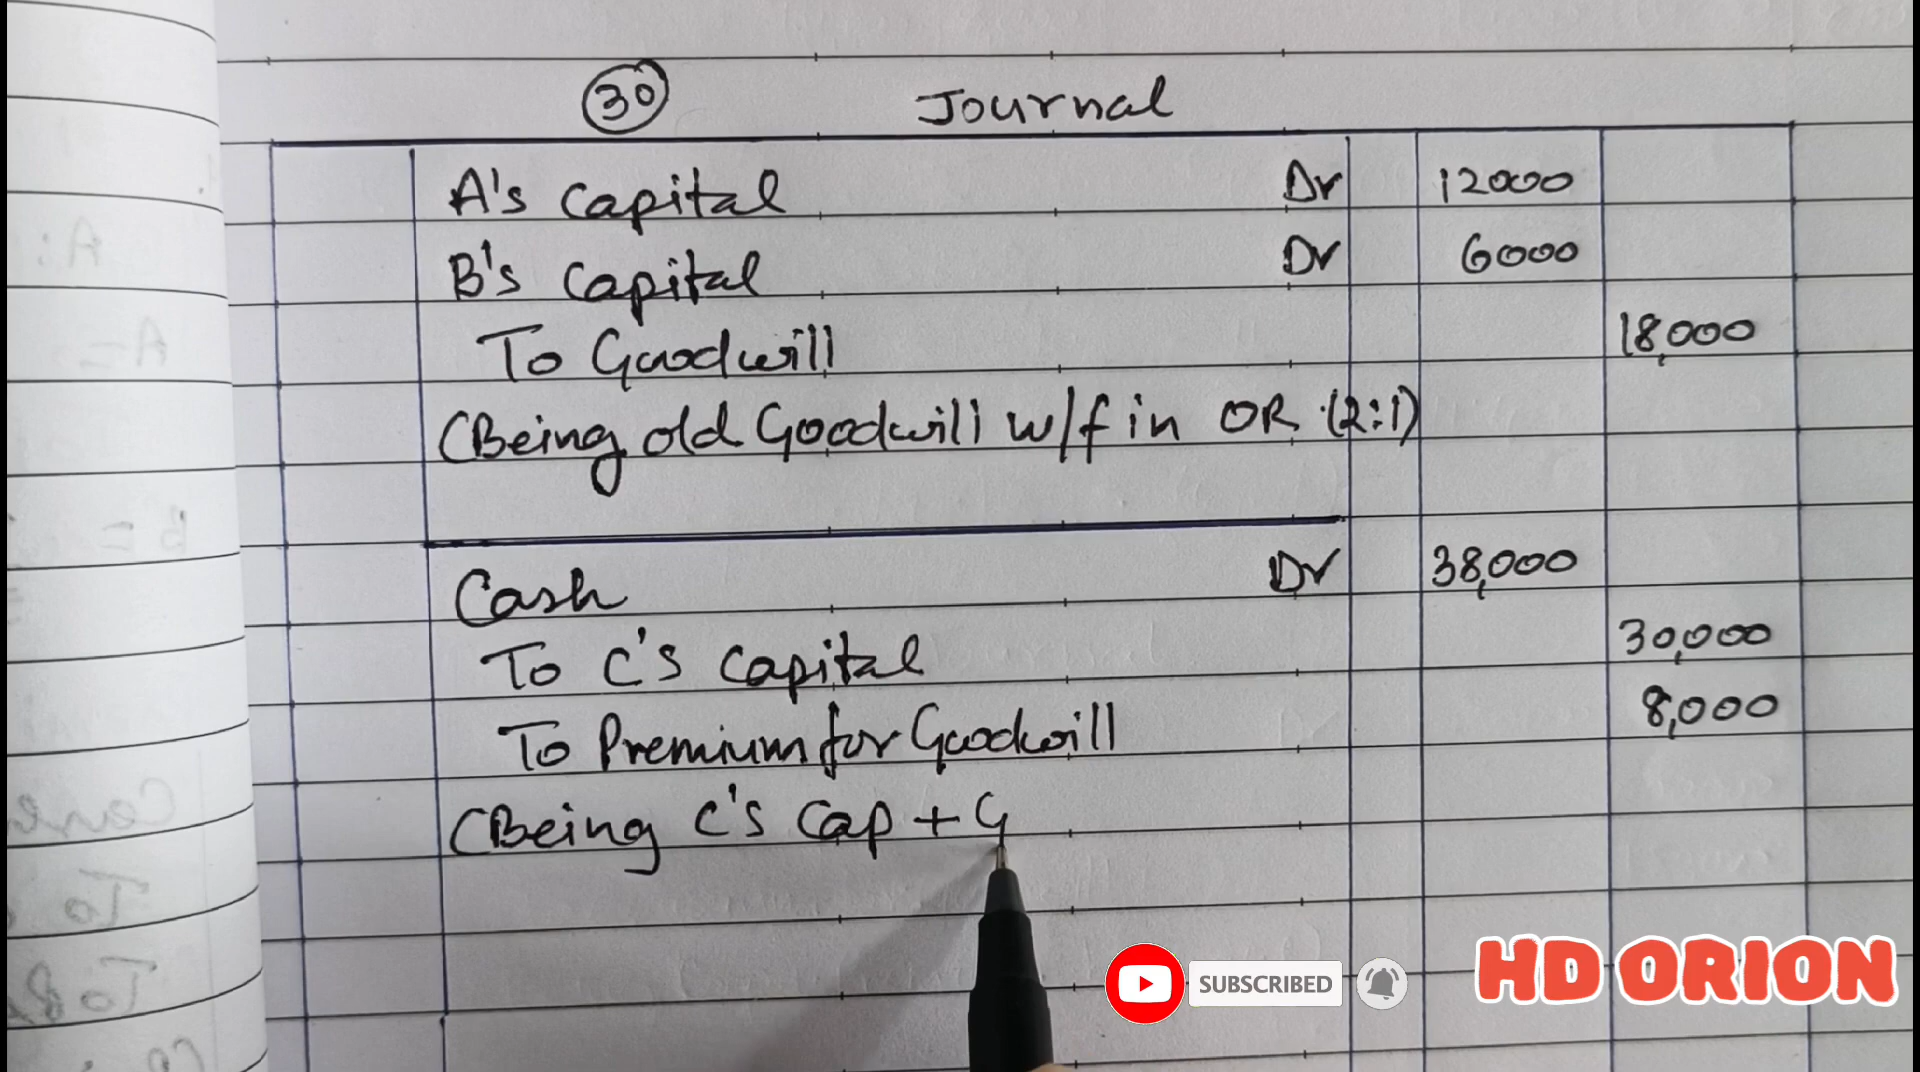 30 Journal
A's Capital Dr 12000
B's Capital Dr 6000
To Goodwill 18,000
(Being old Goodwill w/f in OR (2:1)
Cash Dr 38,000
To C's Capital 30,000
To Premium for Goodwill 8,000
(Being C's Cap + G
SUBSCRIBED
HD ORION